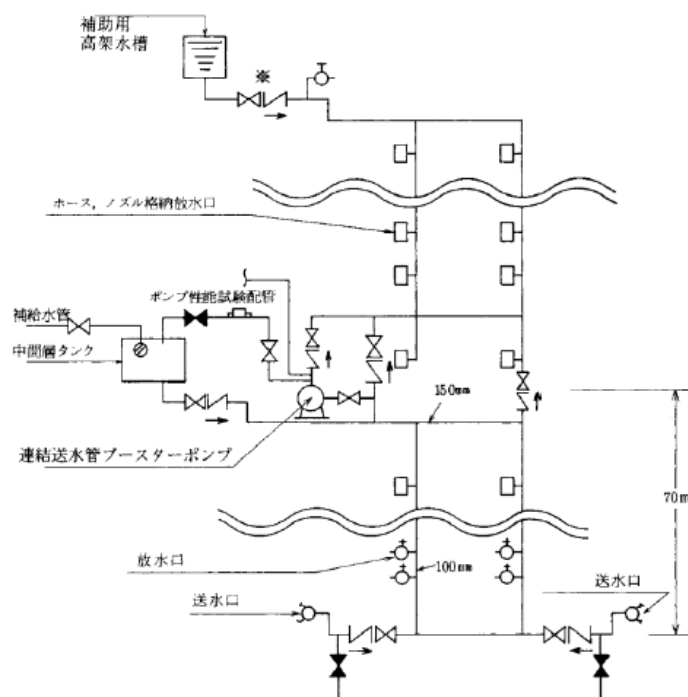 補助用
高架水槽
※
ホース，ノズル格納放水口
ポンプ性能試験配管
補給水管
中間層タンク
150mm
連結送水管ブースターポンプ
70m
放水口
100mm
送水口
送水口